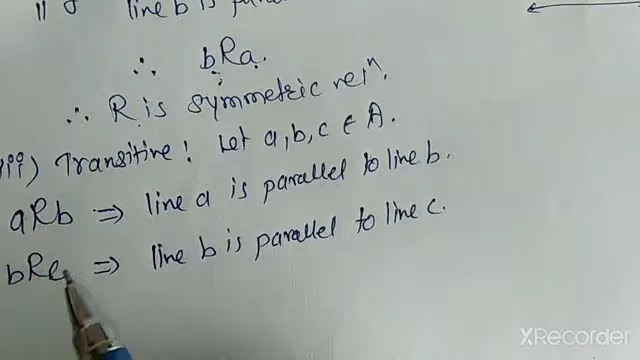 line b is
∴ bRa.
∴ R is symmetric relⁿ.
iii) Transitive: Let a, b, c ∈ A.
aRb ⇒ line a is parallel to line b.
bRc ⇒ line b is parallel to line c.
XRecorder